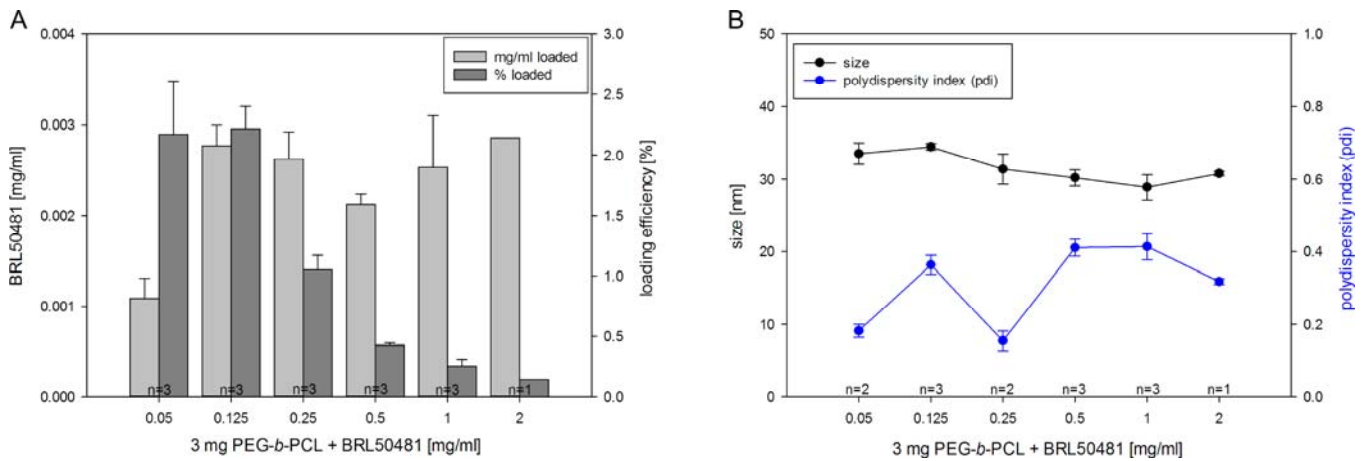 A
0.004
0.003
0.002
0.001
0.000
BRL50481 [mg/ml]
3.0
2.5
2.0
1.5
1.0
0.5
0.0
loading efficiency [%]
mg/ml loaded
% loaded
n=3 n=3 n=3 n=3 n=3 n=1
0.05 0.125 0.25 0.5 1 2
3 mg PEG-b-PCL + BRL50481 [mg/ml]
B
50
40
30
20
10
0
size [nm]
1.0
0.8
0.6
0.4
0.2
0.0
polydispersity index (pdi)
size
polydispersity index (pdi)
n=2 n=3 n=2 n=3 n=3 n=1
0.05 0.125 0.25 0.5 1 2
3 mg PEG-b-PCL + BRL50481 [mg/ml]